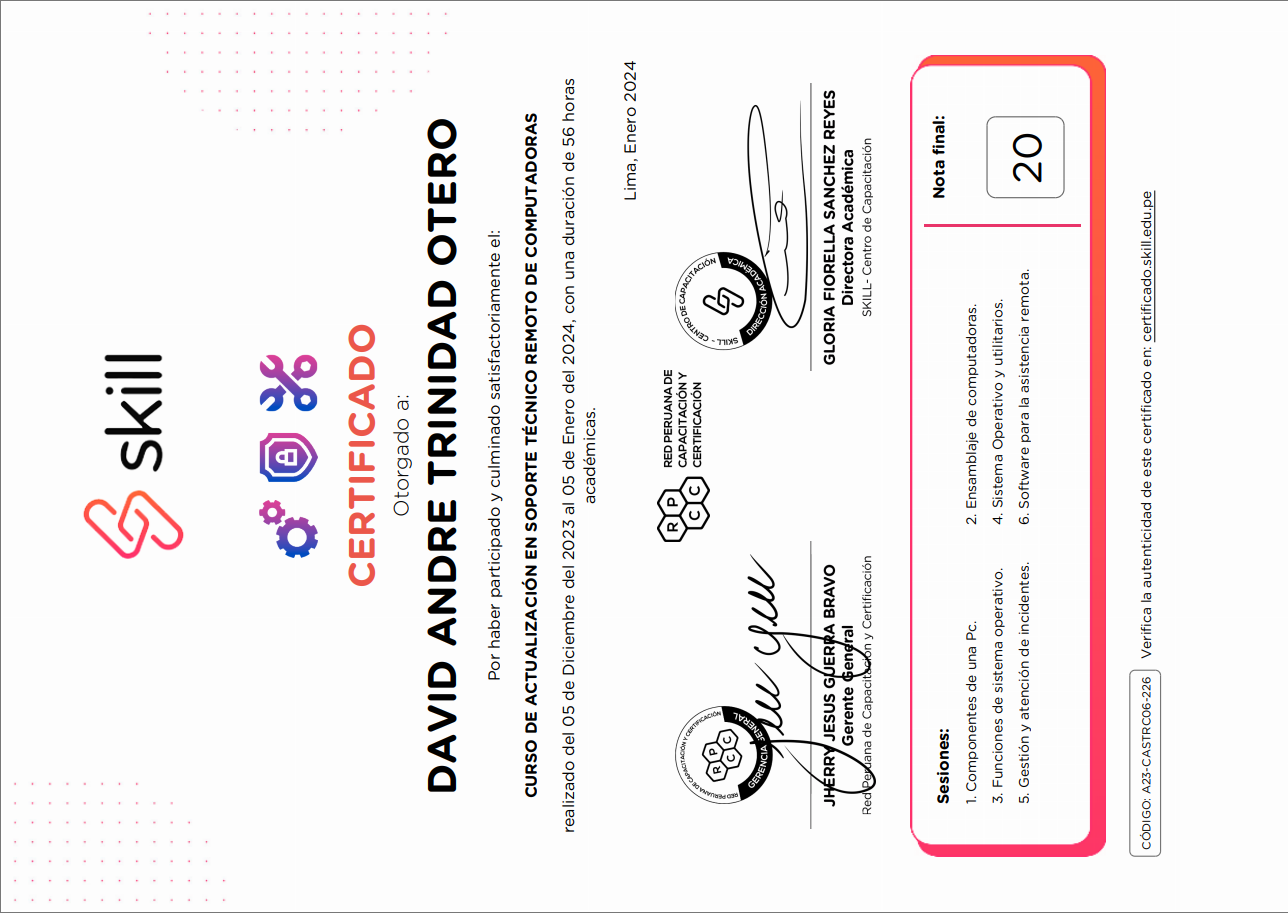 skill
CERTIFICADO
Otorgado a:
DAVID ANDRE TRINIDAD OTERO
Por haber participado y culminado satisfactoriamente el:
CURSO DE ACTUALIZACIÓN EN SOPORTE TÉCNICO REMOTO DE COMPUTADORAS
realizado del 05 de Diciembre del 2023 al 05 de Enero del 2024, con una duración de 56 horas
académicas.
Lima, Enero 2024
RED PERUANA DE CAPACITACIÓN Y CERTIFICACIÓN
GERENCIA GENERAL
R P C C
JHERRY JESUS GUERRA BRAVO
Gerente General
Red Peruana de Capacitación y Certificación
R P C C
RED PERUANA DE
CAPACITACIÓN Y
CERTIFICACIÓN
SKILL - CENTRO DE CAPACITACIÓN
DIRECCIÓN ACADÉMICA
GLORIA FIORELLA SANCHEZ REYES
Directora Académica
SKILL- Centro de Capacitación
Sesiones:
1. Componentes de una Pc.
2. Ensamblaje de computadoras.
3. Funciones de sistema operativo.
4. Sistema Operativo y utilitarios.
5. Gestión y atención de incidentes.
6. Software para la asistencia remota.
Nota final:
20
CÓDIGO: A23-CASTRC06-226
Verifica la autenticidad de este certificado en: certificado.skill.edu.pe